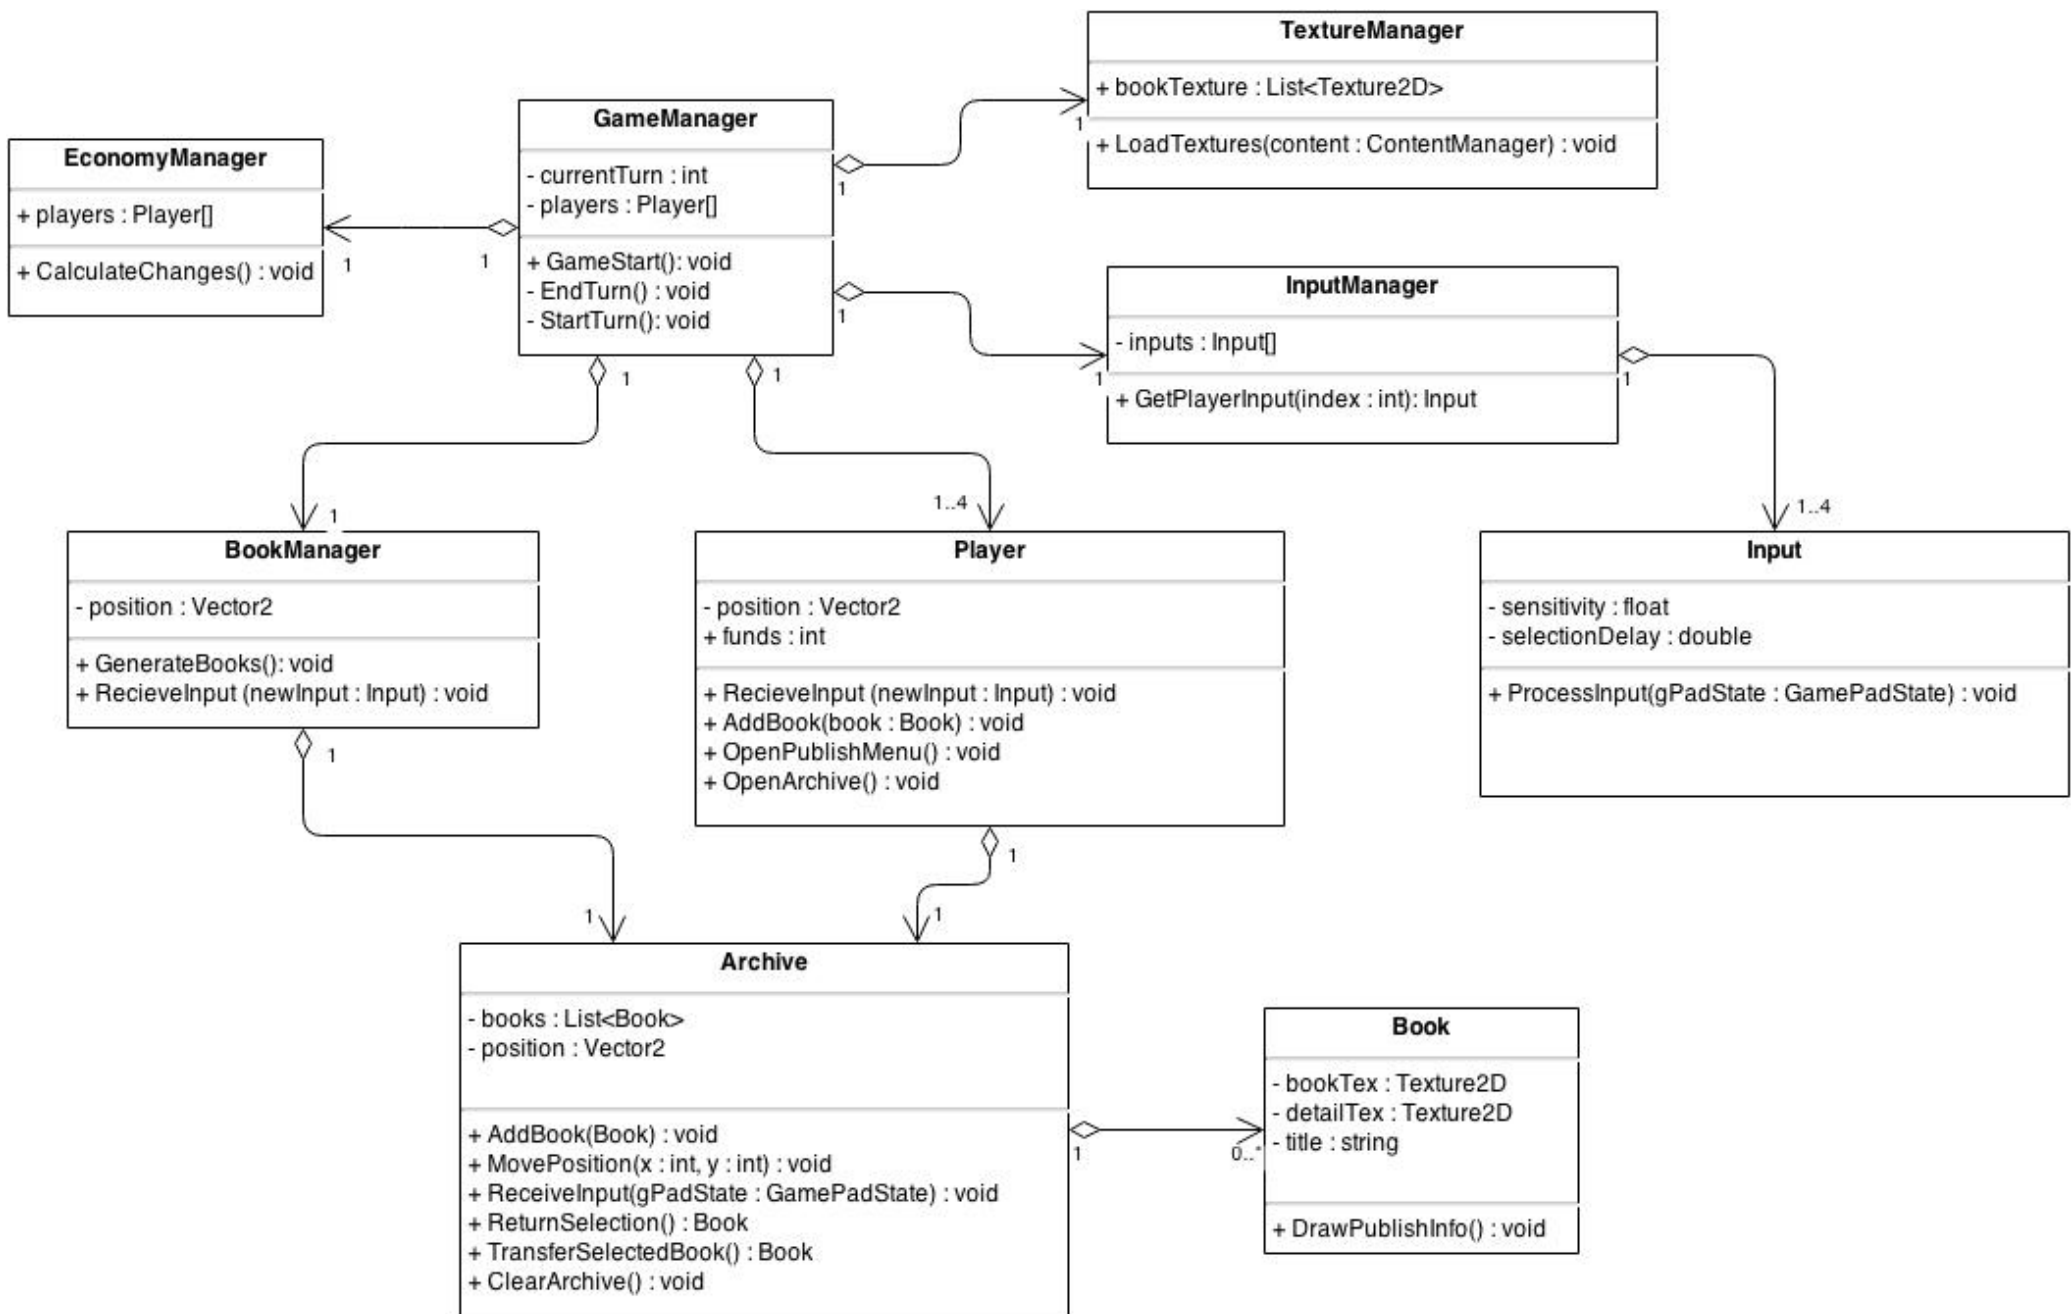 TextureManager
+ bookTexture : List<Texture2D>
+ LoadTextures(content : ContentManager) : void
GameManager
- currentTurn : int
- players : Player[]
+ GameStart(): void
- EndTurn() : void
- StartTurn(): void
EconomyManager
+ players : Player[]
+ CalculateChanges() : void
1
1
1
1
InputManager
- inputs : Input[]
+ GetPlayerInput(index : int): Input
1
1
1
1
1
1
1..4
1..4
BookManager
- position : Vector2
+ GenerateBooks(): void
+ RecieveInput (newInput : Input) : void
Player
- position : Vector2
+ funds : int
+ RecieveInput (newInput : Input) : void
+ AddBook(book : Book) : void
+ OpenPublishMenu() : void
+ OpenArchive() : void
Input
- sensitivity : float
- selectionDelay : double
+ ProcessInput(gPadState : GamePadState) : void
1
1
1
1
Archive
- books : List<Book>
- position : Vector2
+ AddBook(Book) : void
+ MovePosition(x : int, y : int) : void
+ ReceiveInput(gPadState : GamePadState) : void
+ ReturnSelection() : Book
+ TransferSelectedBook() : Book
+ ClearArchive() : void
1
0..*
Book
- bookTex : Texture2D
- detailTex : Texture2D
- title : string
+ DrawPublishInfo() : void